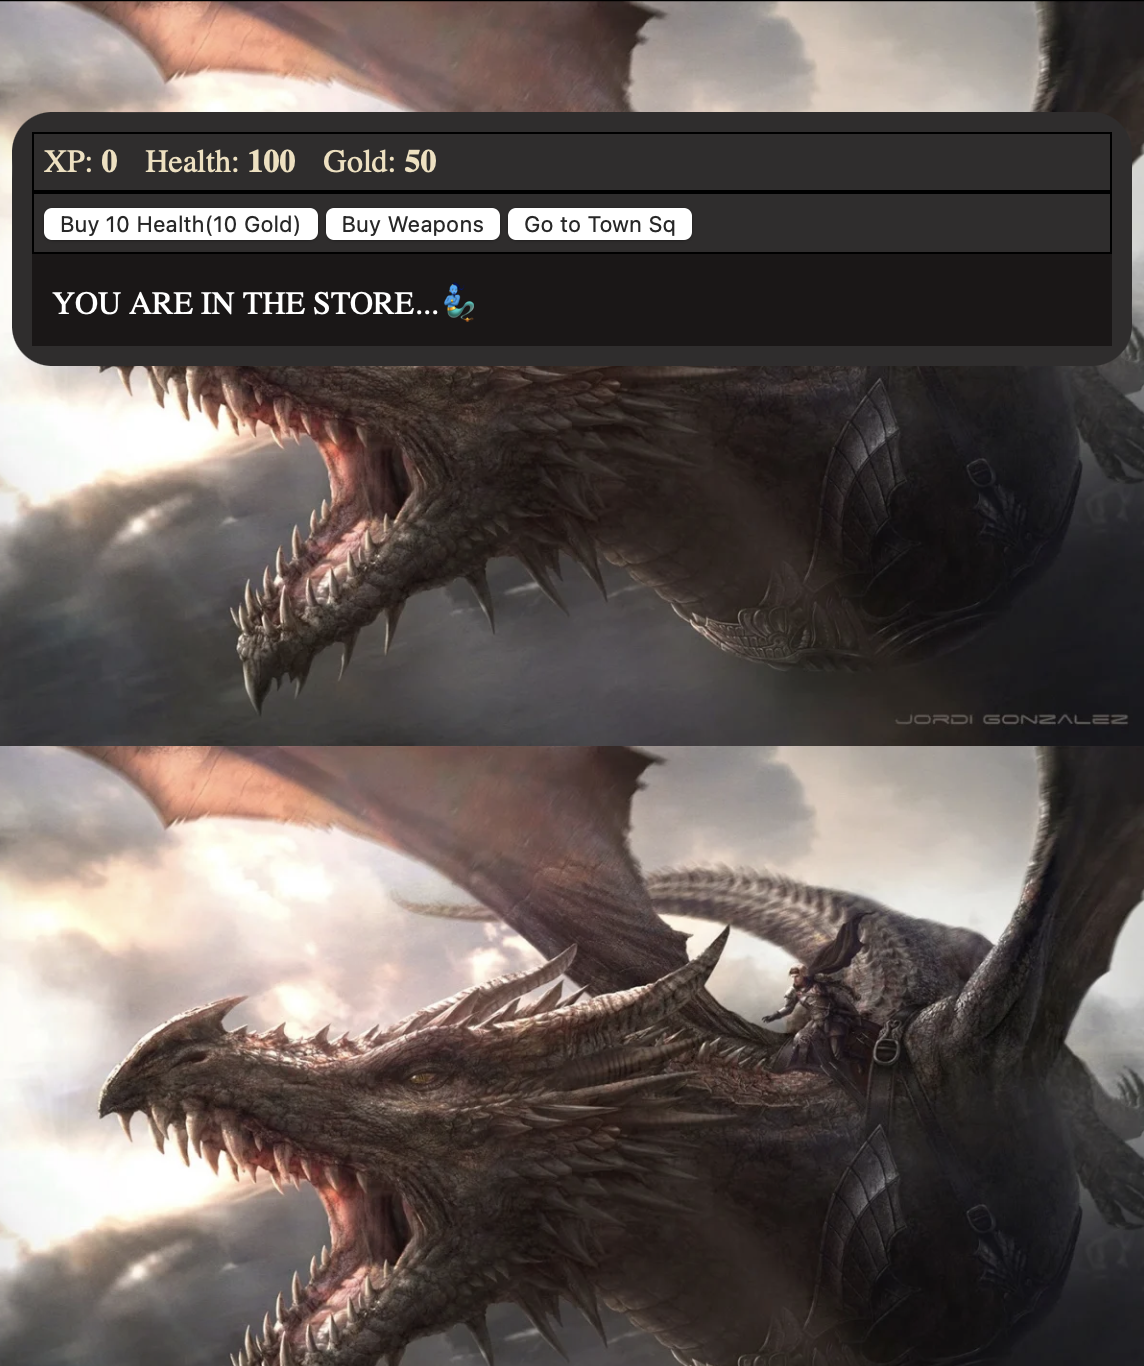 XP: 0 Health: 100 Gold: 50
Buy 10 Health(10 Gold) Buy Weapons Go to Town Sq
YOU ARE IN THE STORE...🧞
JORDI GONZALEZ